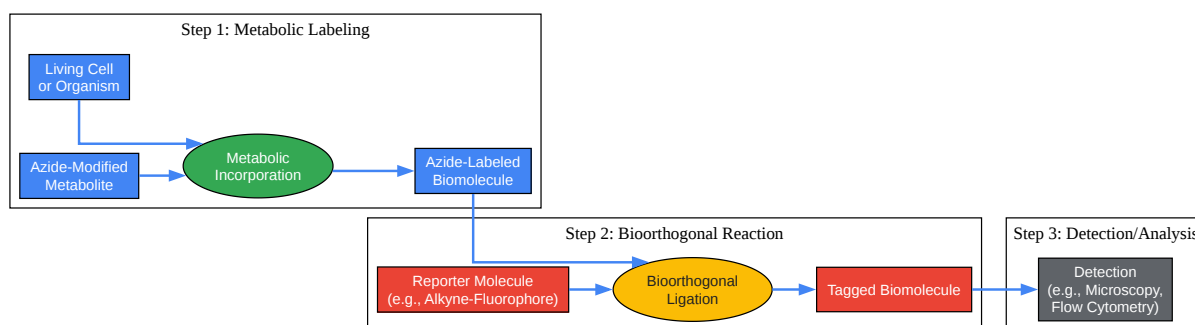 Step 1: Metabolic Labeling
Living Cell
or Organism
Azide-Modified
Metabolite
Metabolic
Incorporation
Azide-Labeled
Biomolecule
Step 2: Bioorthogonal Reaction
Reporter Molecule
(e.g., Alkyne-Fluorophore)
Bioorthogonal
Ligation
Tagged Biomolecule
Step 3: Detection/Analysis
Detection
(e.g., Microscopy,
Flow Cytometry)